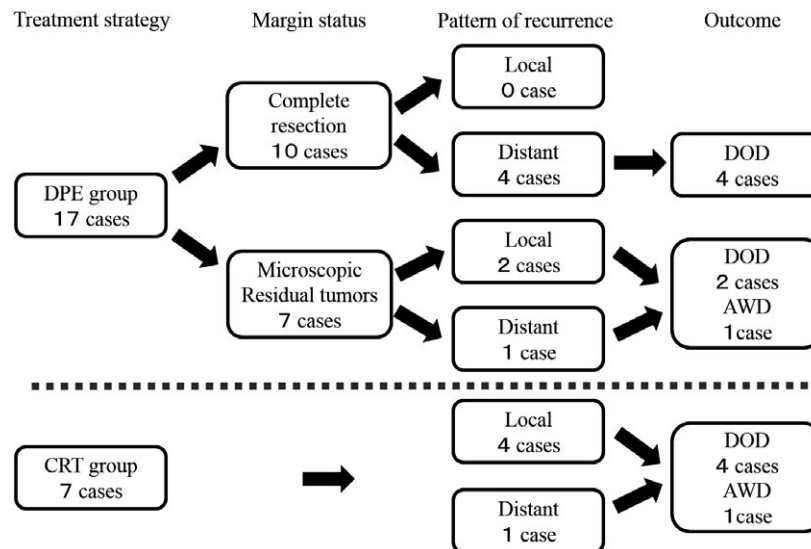 Treatment strategy
Margin status
Pattern of recurrence
Outcome
DPE group
17 cases
Complete
resection
10 cases
Local
0 case
Distant
4 cases
DOD
4 cases
Microscopic
Residual tumors
7 cases
Local
2 cases
Distant
1 case
DOD
2 cases
AWD
1case
CRT group
7 cases
Local
4 cases
Distant
1 case
DOD
4 cases
AWD
1case